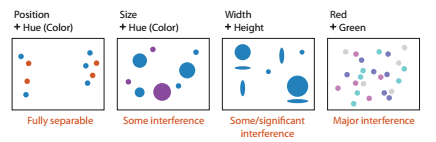 Position
+ Hue (Color)
Size
+ Hue (Color)
Width
+ Height
Red
+ Green
Fully separable
Some interference
Some/significant
interference
Major interference